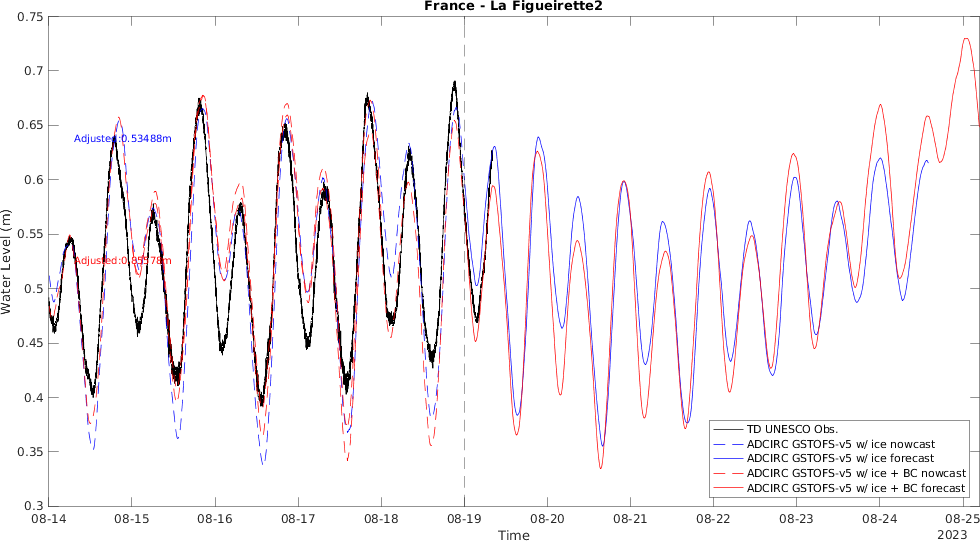 France - La Figueirette2
0.75
0.7
0.65
0.6
0.55
0.5
0.45
0.4
0.35
0.3
Water Level (m)
Adjusted:0.53488m
TD UNESCO Obs.
ADCIRC GSTOFS-v5 w/ ice nowcast
ADCIRC GSTOFS-v5 w/ ice forecast
ADCIRC GSTOFS-v5 w/ ice + BC nowcast
ADCIRC GSTOFS-v5 w/ ice + BC forecast
08-14 08-15 08-16 08-17 08-18 08-19 08-20 08-21 08-22 08-23 08-24 08-25
Time
2023